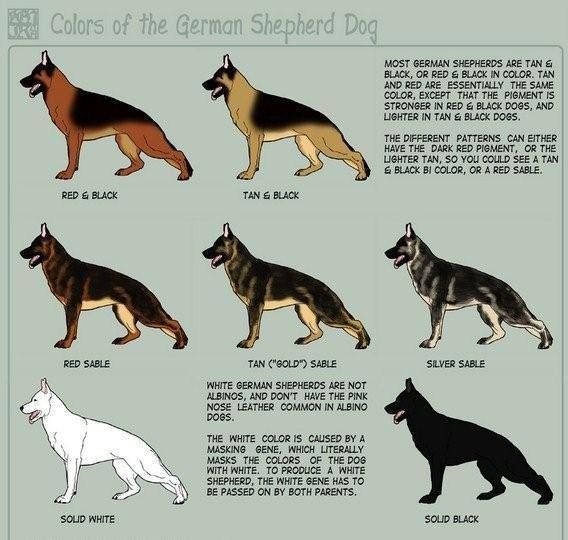 Colors of the German Shepherd Dog
MOST GERMAN SHEPHERDS ARE TAN &
BLACK, OR RED & BLACK IN COLOR. TAN
AND RED ARE ESSENTIALLY THE SAME
COLOR, EXCEPT THAT THE PIGMENT IS
STRONGER IN RED & BLACK DOGS, AND
LIGHTER IN TAN & BLACK DOGS.
THE DIFFERENT PATTERNS CAN EITHER
HAVE THE DARK RED PIGMENT, OR THE
LIGHTER TAN, SO YOU COULD SEE A TAN
& BLACK BI COLOR, OR A RED SABLE.
RED & BLACK
TAN & BLACK
RED SABLE
TAN ("GOLD") SABLE
SILVER SABLE
WHITE GERMAN SHEPHERDS ARE NOT
ALBINOS, AND DON'T HAVE THE PINK
NOSE LEATHER COMMON IN ALBINO
DOGS.
THE WHITE COLOR IS CAUSED BY A
MASKING GENE, WHICH LITERALLY
MASKS THE COLORS OF THE DOG
WITH WHITE. TO PRODUCE A WHITE
SHEPHERD, THE WHITE GENE HAS TO
BE PASSED ON BY BOTH PARENTS.
SOLID WHITE
SOLID BLACK